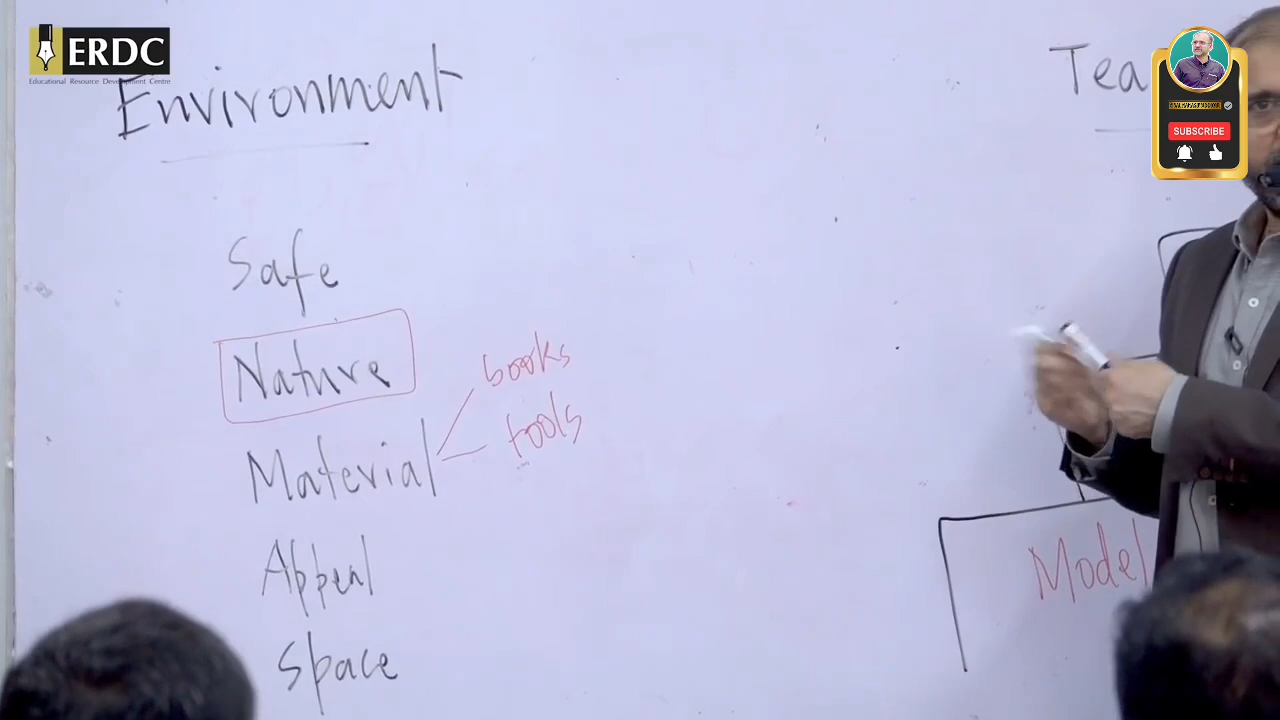 ERDC
Educational Resource Development Centre
Environment
Safe
Nature
Material
books
tools
Appeal
Space
Tea
SUBSCRIBE
Model